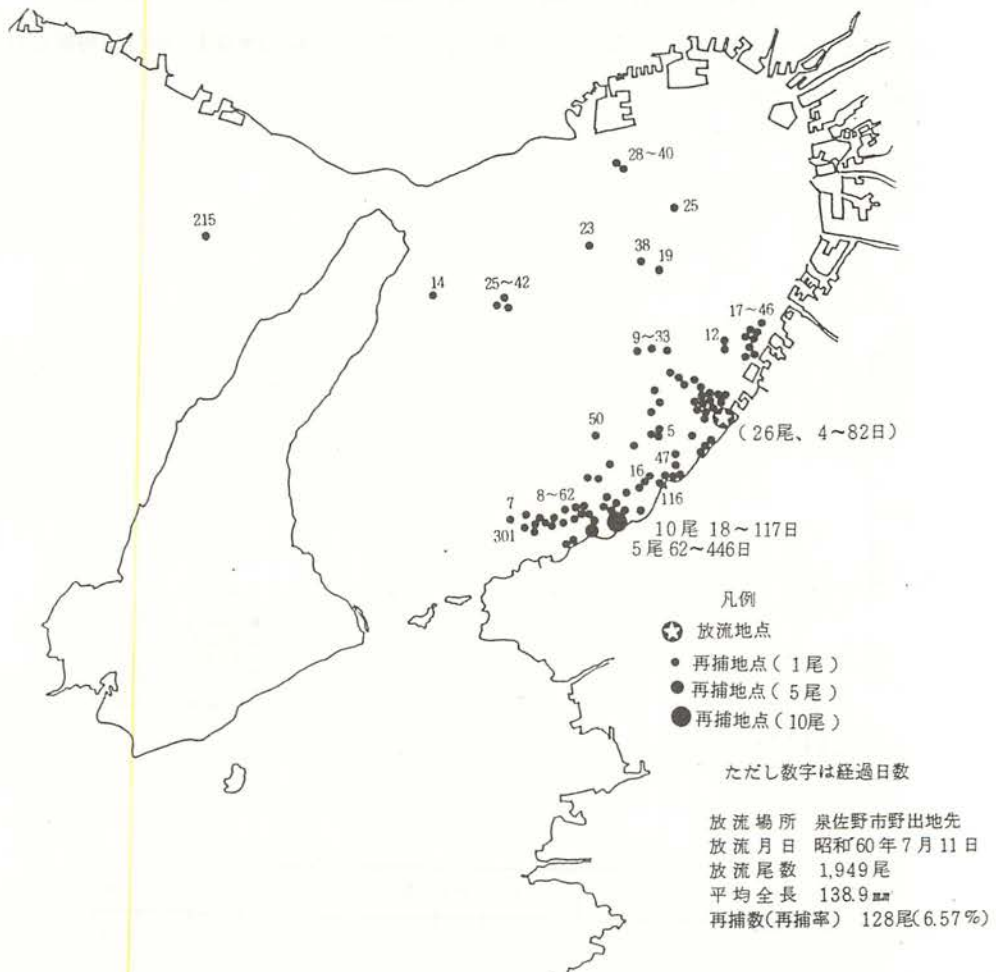 28～40
25
215
23
38
19
14
25～42
17～46
12
9～33
50
5
(26尾、4～82日)
47
16
116
8～62
7
301
10尾 18～117日
5尾 62～446日
凡例
放流地点
再捕地点(1尾)
再捕地点(5尾)
再捕地点(10尾)
ただし数字は経過日数
放流場所 泉佐野市野出地先
放流月日 昭和60年7月11日
放流尾数 1,949尾
平均全長 138.9㎜
再捕数(再捕率) 128尾(6.57%)